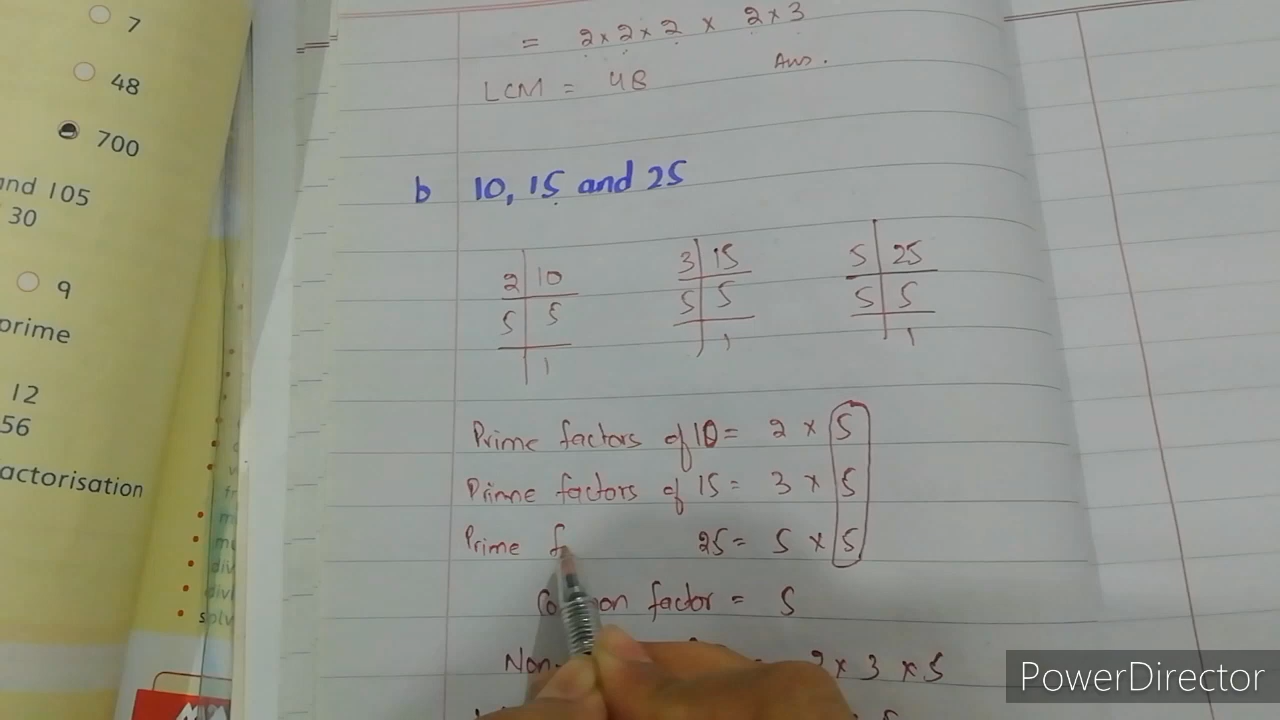 7
48
700
and 105
30
9
prime
12
56
actorisation
= 2 × 2 × 2 × 2 × 3
LCM = 48 Ans.
b 10, 15 and 25
2 10
5 5
1
3 15
5 5
1
5 25
5 5
1
Prime factors of 10 = 2 × 5
Prime factors of 15 = 3 × 5
Prime f 25 = 5 × 5
factor = 5
Non- 2 × 3 × 5
PowerDirector